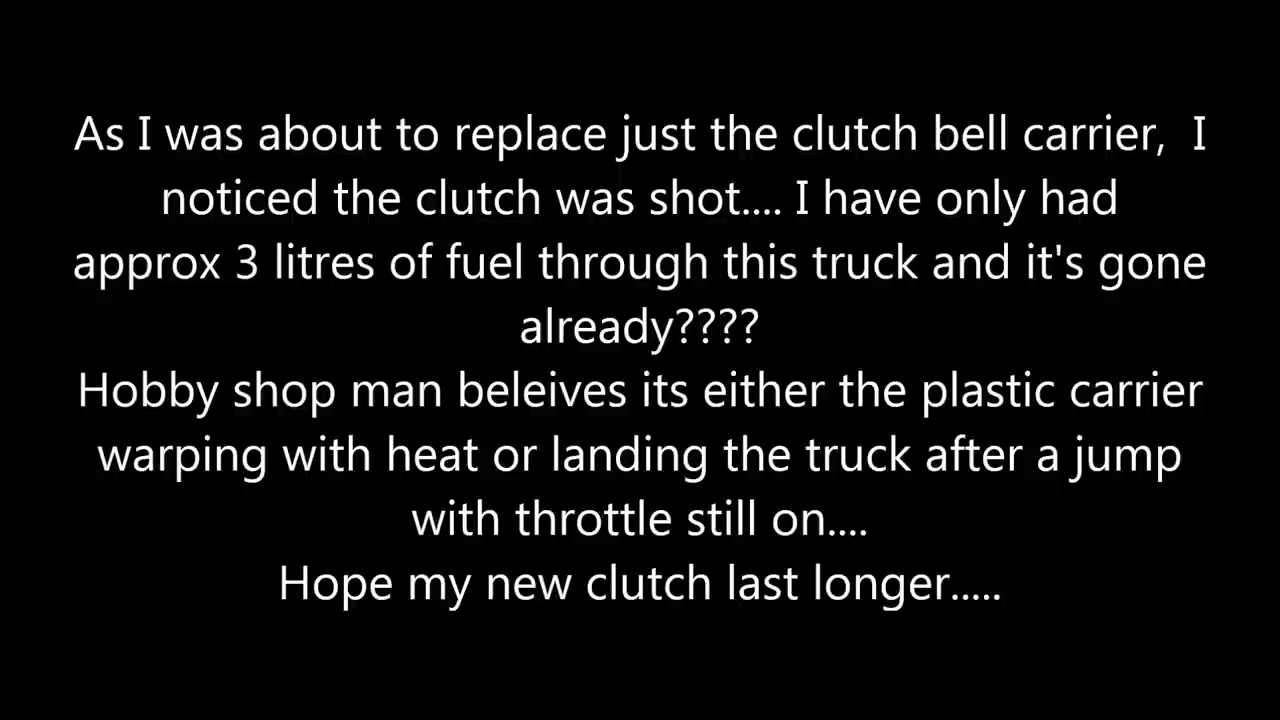 As I was about to replace just the clutch bell carrier,  I
noticed the clutch was shot.... I have only had
approx 3 litres of fuel through this truck and it's gone
already????
Hobby shop man beleives its either the plastic carrier
warping with heat or landing the truck after a jump
with throttle still on....
Hope my new clutch last longer.....